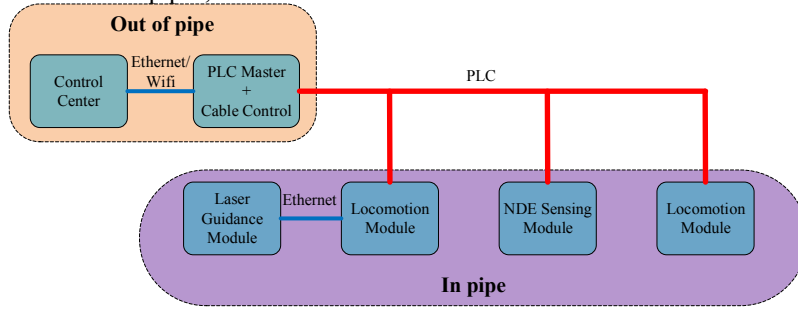 Out of pipe
Ethernet/
Wifi
Control
Center
PLC Master
+
Cable Control
PLC
Laser
Guidance
Module
Ethernet
Locomotion
Module
NDE Sensing
Module
Locomotion
Module
In pipe